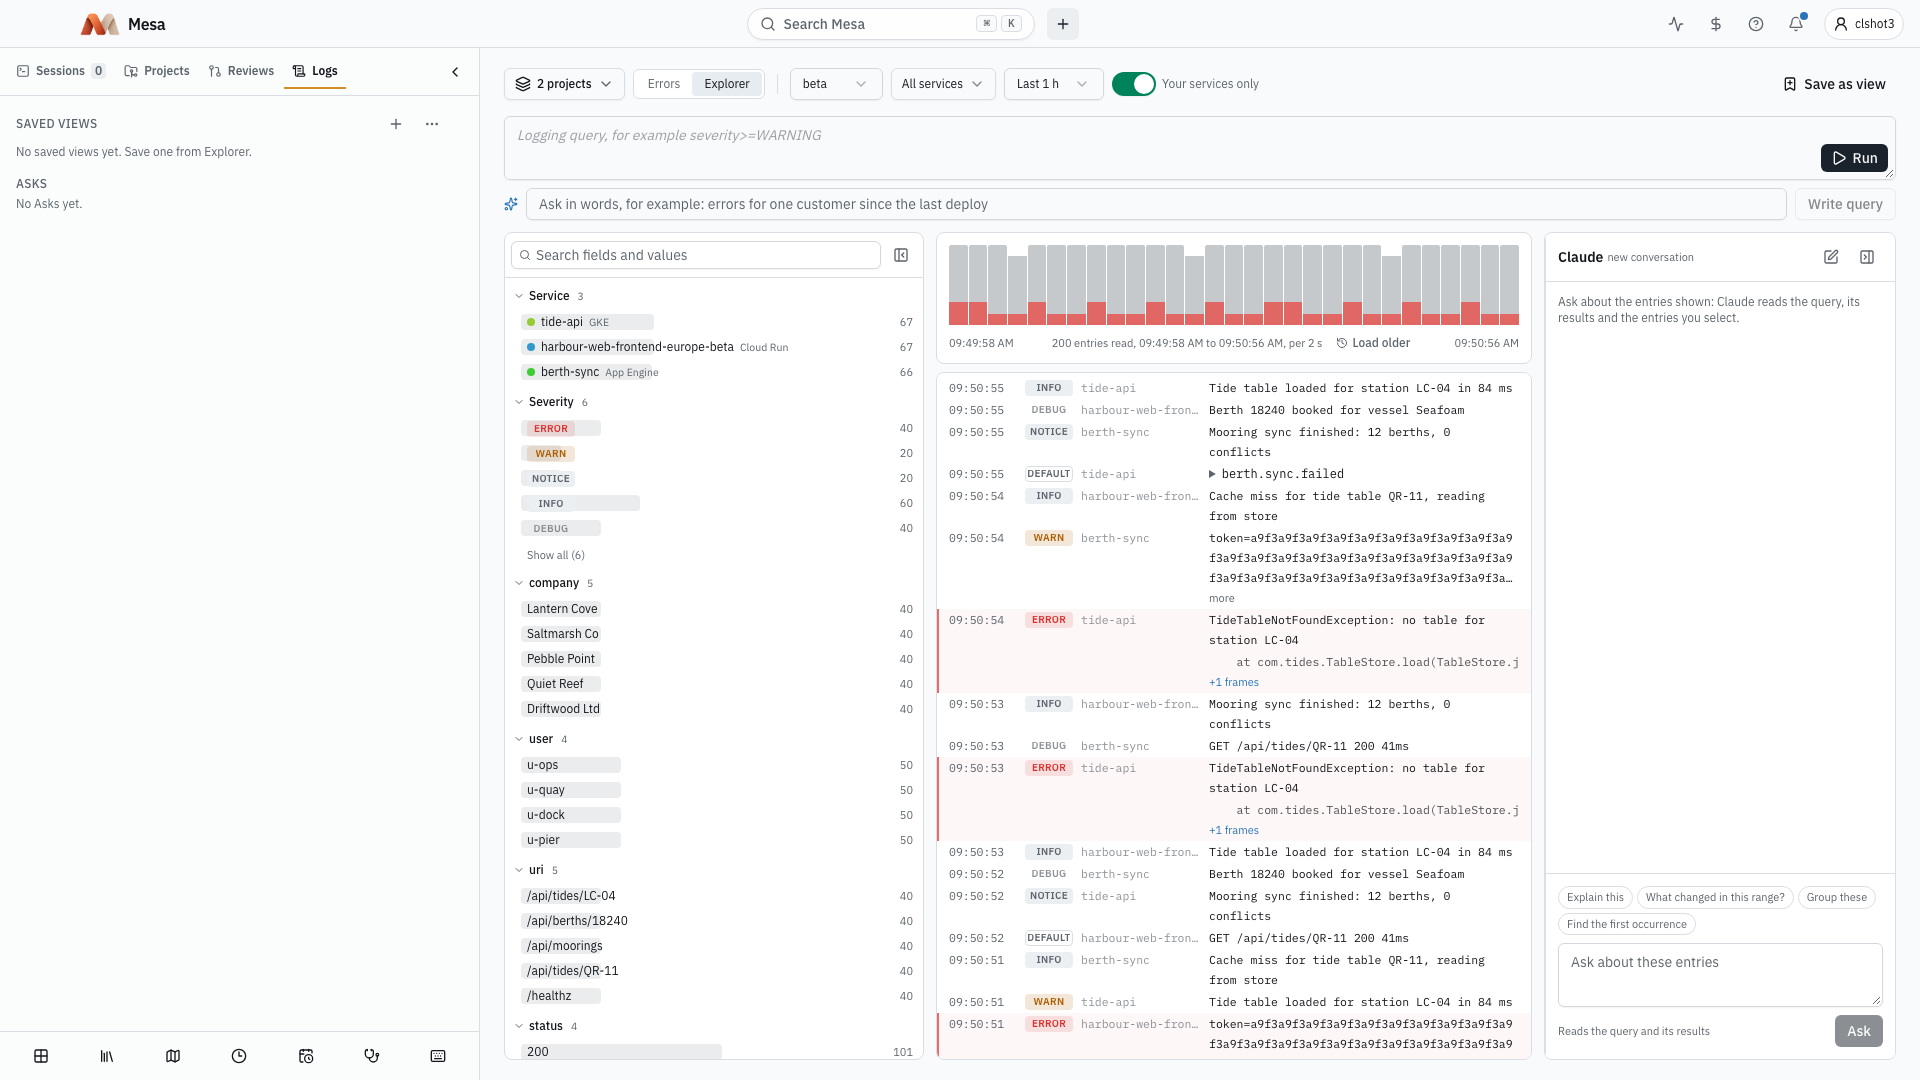 Mesa
Search Mesa
⌘ K
clshot3
Sessions 0
Projects
Reviews
Logs
2 projects
Errors
Explorer
beta
All services
Last 1 h
Your services only
Save as view
SAVED VIEWS
No saved views yet. Save one from Explorer.
ASKS
No Asks yet.
Logging query, for example severity>=WARNING
Run
Ask in words, for example: errors for one customer since the last deploy
Write query
Search fields and values
Service 3
tide-api GKE 67
harbour-web-frontend-europe-beta Cloud Run 67
berth-sync App Engine 66
Severity 6
ERROR 40
WARN 20
NOTICE 20
INFO 60
DEBUG 40
Show all (6)
company 5
Lantern Cove 40
Saltmarsh Co 40
Pebble Point 40
Quiet Reef 40
Driftwood Ltd 40
user 4
u-ops 50
u-quay 50
u-dock 50
u-pier 50
uri 5
/api/tides/LC-04 40
/api/berths/18240 40
/api/moorings 40
/api/tides/QR-11 40
/healthz 40
status 4
200 101
09:49:58 AM
200 entries read, 09:49:58 AM to 09:50:56 AM, per 2 s
Load older
09:50:56 AM
09:50:55 INFO tide-api Tide table loaded for station LC-04 in 84 ms
09:50:55 DEBUG harbour-web-fron… Berth 18240 booked for vessel Seafoam
09:50:55 NOTICE berth-sync Mooring sync finished: 12 berths, 0
conflicts
09:50:55 DEFAULT tide-api berth.sync.failed
09:50:54 INFO harbour-web-fron… Cache miss for tide table QR-11, reading
from store
09:50:54 WARN berth-sync token=a9f3a9f3a9f3a9f3a9f3a9f3a9f3a9f3a9f3a9
f3a9f3a9f3a9f3a9f3a9f3a9f3a9f3a9f3a9f3a9f3a9
f3a9f3a9f3a9f3a9f3a9f3a9f3a9f3a9f3a9f3a9f3a…
more
09:50:54 ERROR tide-api TideTableNotFoundException: no table for
station LC-04
at com.tides.TableStore.load(TableStore.j
+1 frames
09:50:53 INFO harbour-web-fron… Mooring sync finished: 12 berths, 0
conflicts
09:50:53 DEBUG berth-sync GET /api/tides/QR-11 200 41ms
09:50:53 ERROR tide-api TideTableNotFoundException: no table for
station LC-04
at com.tides.TableStore.load(TableStore.j
+1 frames
09:50:53 INFO harbour-web-fron… Tide table loaded for station LC-04 in 84 ms
09:50:52 DEBUG berth-sync Berth 18240 booked for vessel Seafoam
09:50:52 NOTICE tide-api Mooring sync finished: 12 berths, 0
conflicts
09:50:52 DEFAULT harbour-web-fron… GET /api/tides/QR-11 200 41ms
09:50:51 INFO berth-sync Cache miss for tide table QR-11, reading
from store
09:50:51 WARN tide-api Tide table loaded for station LC-04 in 84 ms
09:50:51 ERROR harbour-web-fron… token=a9f3a9f3a9f3a9f3a9f3a9f3a9f3a9f3a9f3a9
f3a9f3a9f3a9f3a9f3a9f3a9f3a9f3a9f3a9f3a9f3a9
Claude new conversation
Ask about the entries shown: Claude reads the query, its
results and the entries you select.
Explain this
What changed in this range?
Group these
Find the first occurrence
Ask about these entries
Reads the query and its results
Ask